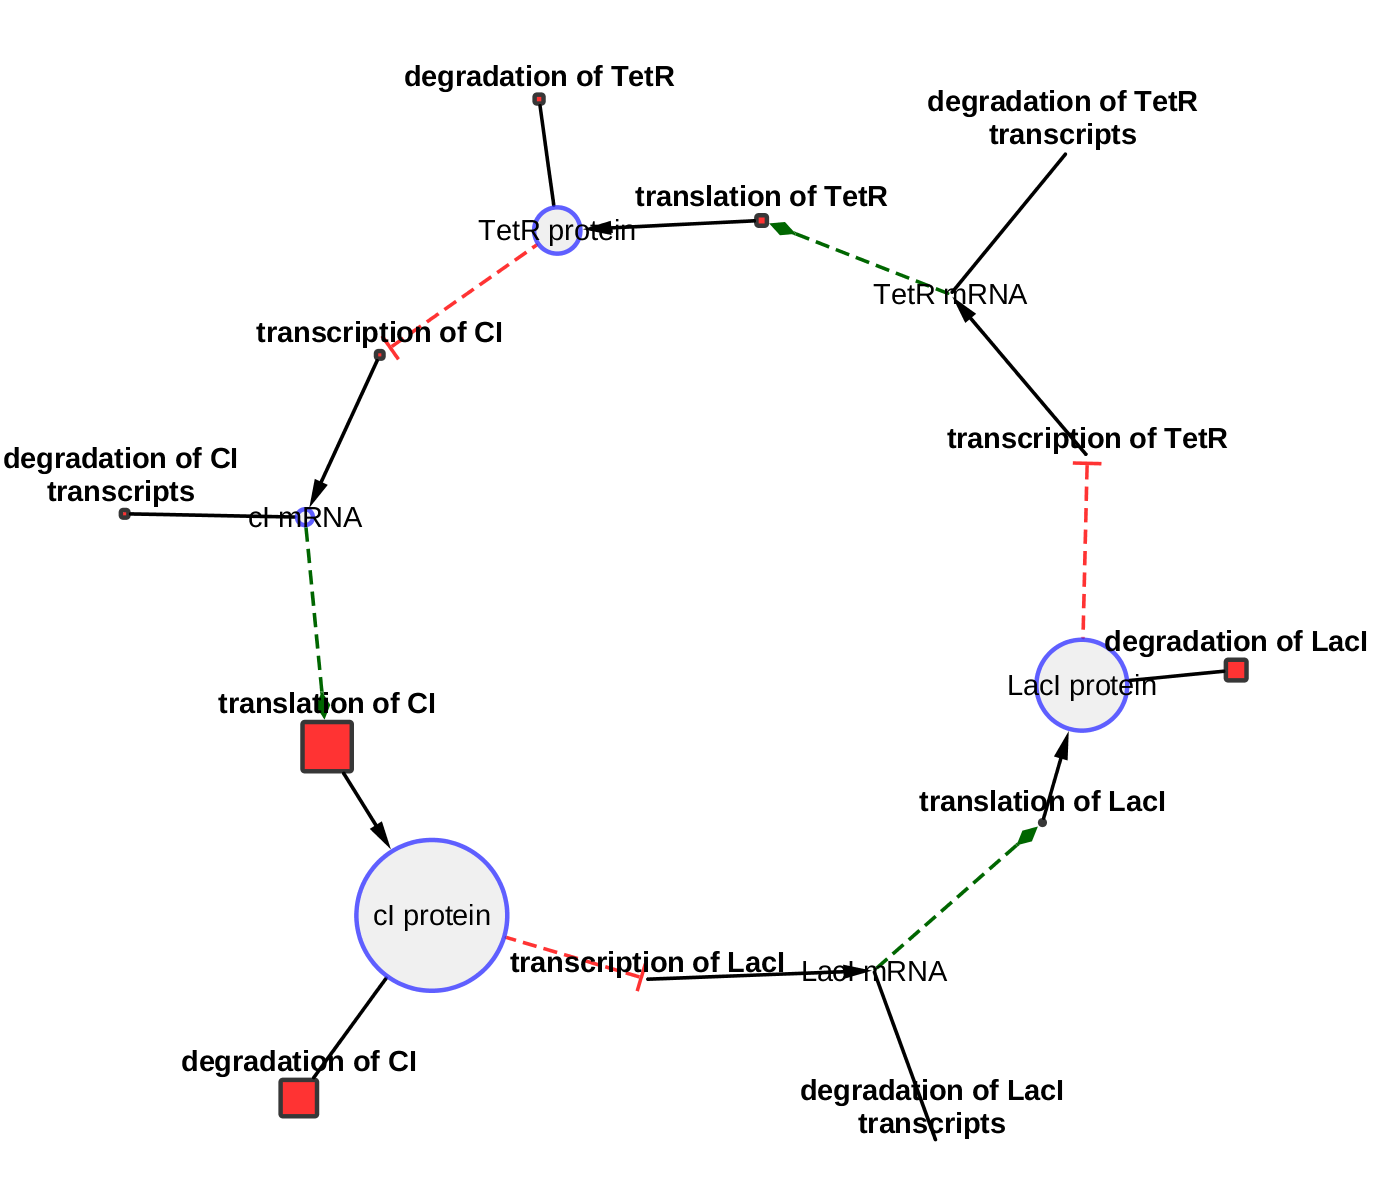 degradation of TetR
degradation of TetR
transcripts
translation of TetR
TetR protein
TetR mRNA
transcription of CI
transcription of TetR
degradation of CI
transcripts
cI mRNA
degradation of LacI
LacI protein
translation of CI
translation of LacI
cI protein
transcription of LacI
LacI mRNA
degradation of CI
degradation of LacI
transcripts